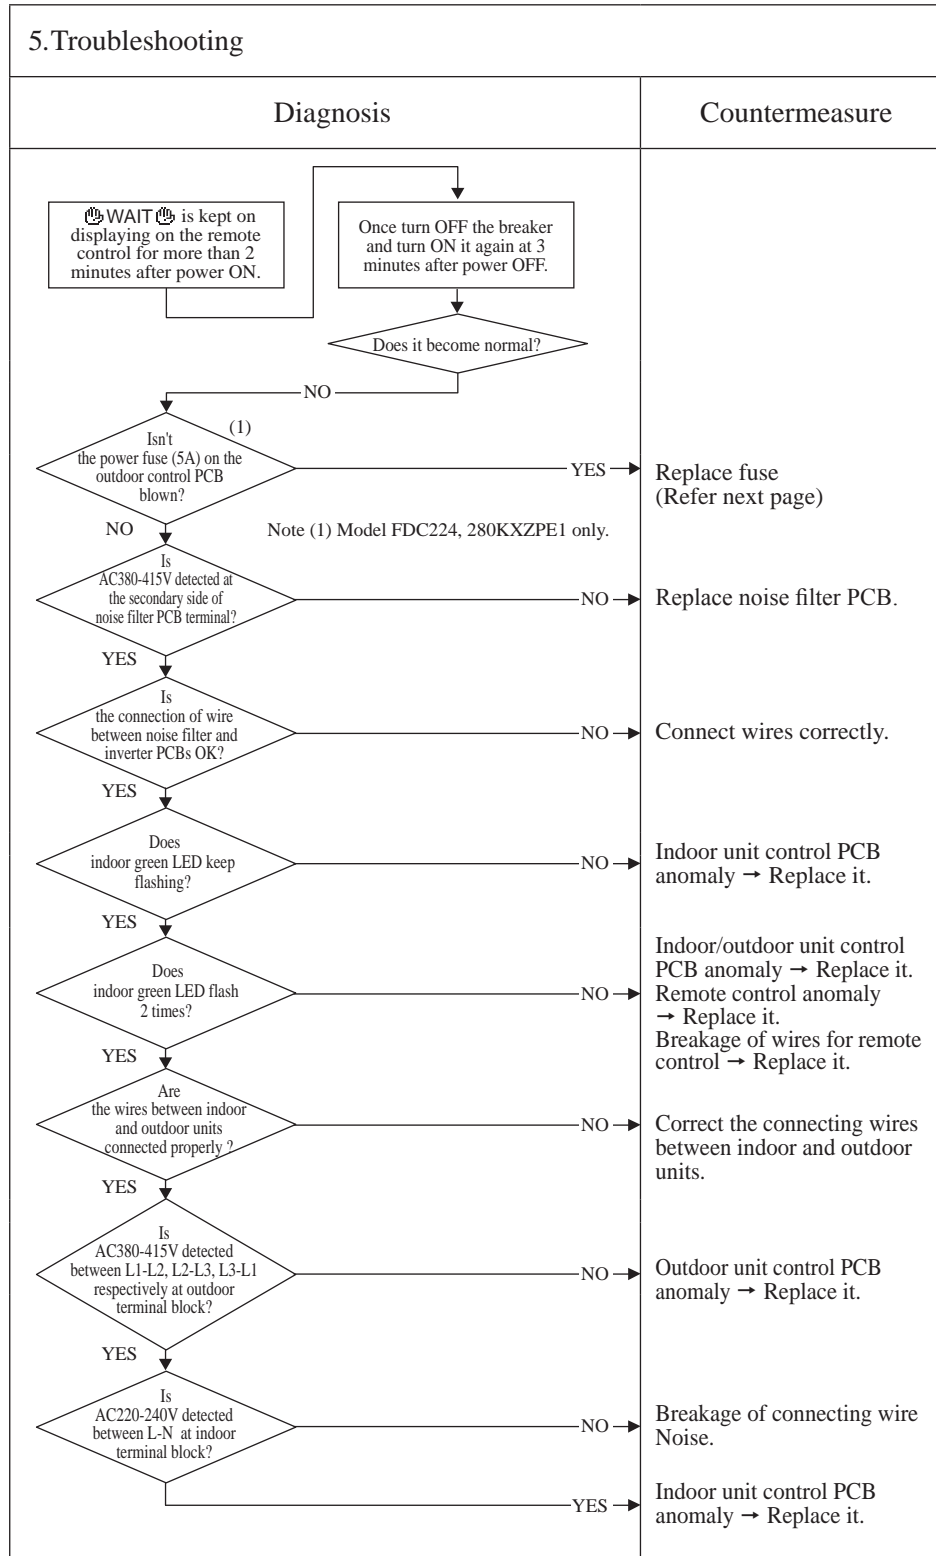 5.Troubleshooting
Diagnosis
Countermeasure
WAIT is kept on
displaying on the remote
control for more than 2
minutes after power ON.
Once turn OFF the breaker
and turn ON it again at 3
minutes after power OFF.
Does it become normal?
NO
(1)
Isn't
the power fuse (5A) on the
outdoor control PCB
blown?
YES
Replace fuse
(Refer next page)
NO
Note (1) Model FDC224, 280KXZPE1 only.
Is
AC380-415V detected at
the secondary side of
noise filter PCB terminal?
NO
Replace noise filter PCB.
YES
Is
the connection of wire
between noise filter and
inverter PCBs OK?
NO
Connect wires correctly.
YES
Does
indoor green LED keep
flashing?
NO
Indoor unit control PCB
anomaly → Replace it.
YES
Does
indoor green LED flash
2 times?
NO
Indoor/outdoor unit control
PCB anomaly → Replace it.
Remote control anomaly
→ Replace it.
Breakage of wires for remote
control → Replace it.
YES
Are
the wires between indoor
and outdoor units
connected properly ?
NO
Correct the connecting wires
between indoor and outdoor
units.
YES
Is
AC380-415V detected
between L1-L2, L2-L3, L3-L1
respectively at outdoor
terminal block?
NO
Outdoor unit control PCB
anomaly → Replace it.
YES
Is
AC220-240V detected
between L-N at indoor
terminal block?
NO
Breakage of connecting wire
Noise.
YES
Indoor unit control PCB
anomaly → Replace it.